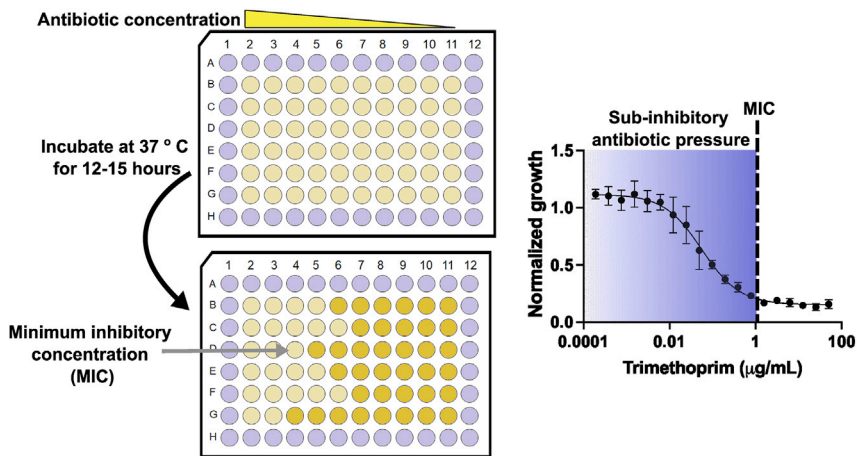 Antibiotic concentration
1 2 3 4 5 6 7 8 9 10 11 12
A
B
C
D
E
F
G
H
Incubate at 37 º C
for 12-15 hours
1 2 3 4 5 6 7 8 9 10 11 12
A
B
C
D
E
F
G
H
Minimum inhibitory
concentration
(MIC)
MIC
Sub-inhibitory
antibiotic pressure
Normalized growth
1.5
1.0
0.5
0.0
0.0001 0.01 1 100
Trimethoprim (μg/mL)